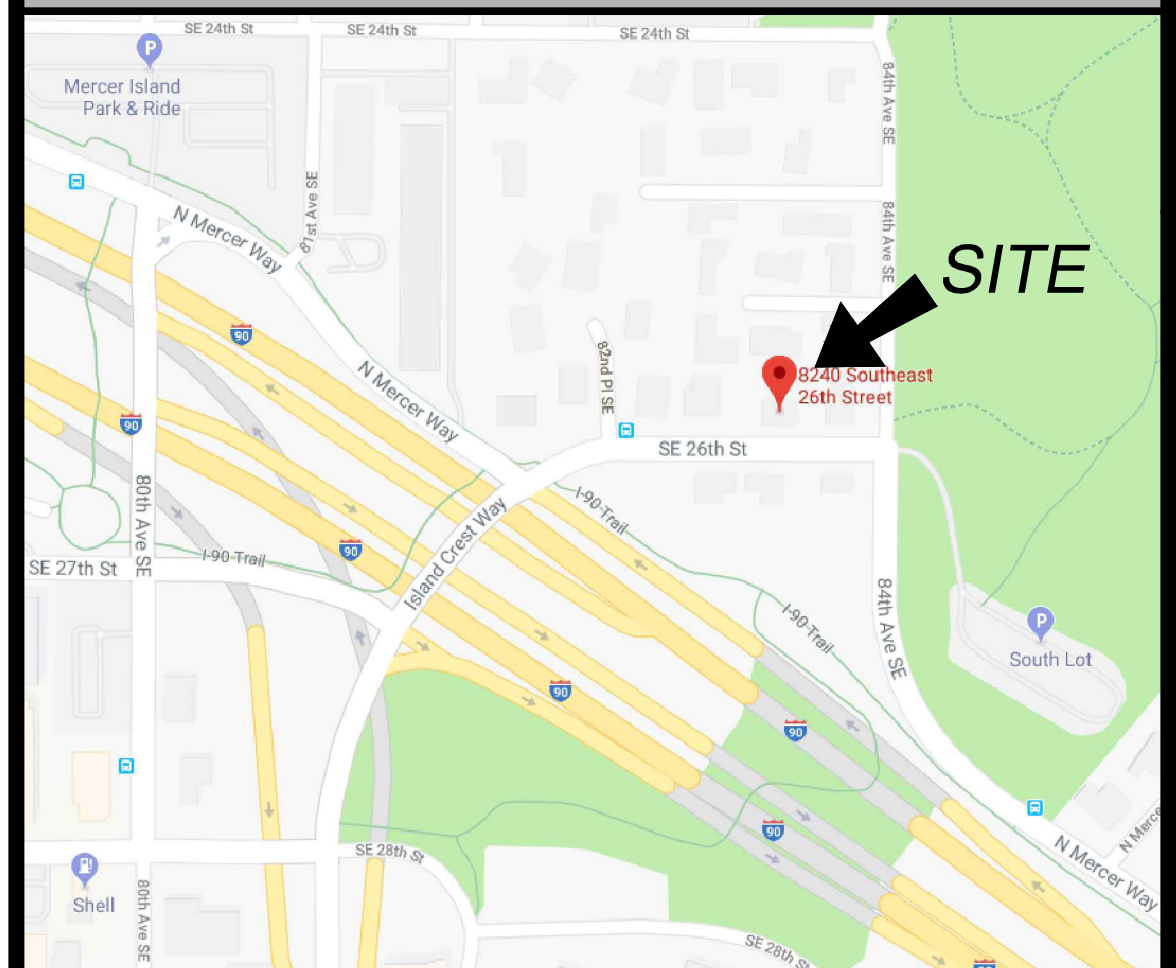 SE 24th St
SE 24th St
SE 24th St
P
Mercer Island
Park & Ride
84th Ave SE
81st Ave SE
84th Ave SE
N Mercer Way
SITE
90
82nd Pl SE
N Mercer Way
8240 Southeast
26th Street
90
SE 26th St
80th Ave SE
I-90 Trail
Island Crest Way
90
I-90 Trail
SE 27th St
84th Ave SE
I-90 Trail
P
South Lot
90
90
90
N Mercer Way
SE 28th St
Shell
80th Ave SE
SE 28th
90